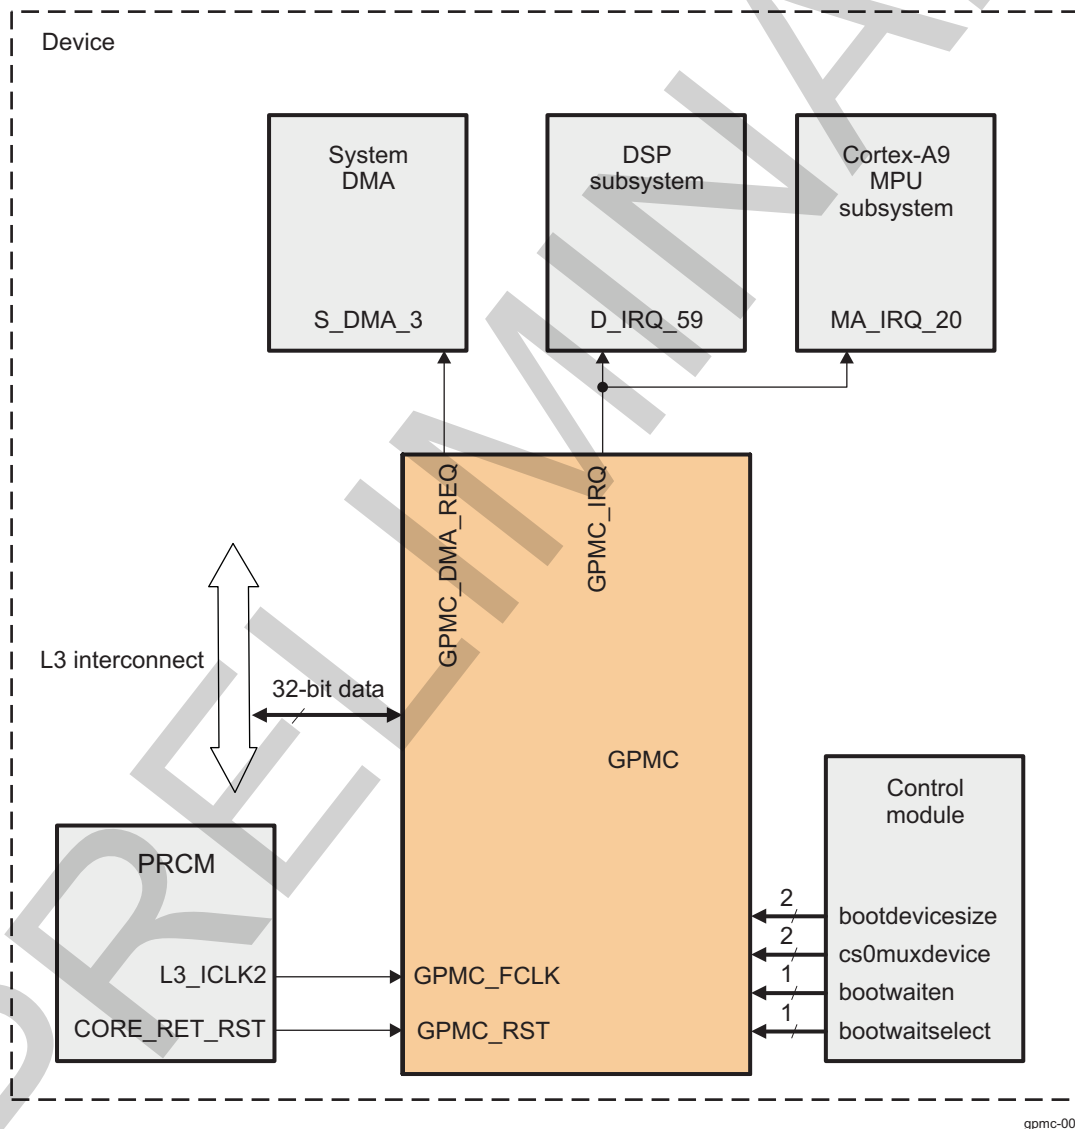 Device
System
DMA
S_DMA_3
DSP
subsystem
D_IRQ_59
Cortex-A9
MPU
subsystem
MA_IRQ_20
GPMC_DMA_REQ
GPMC_IRQ
L3 interconnect
32-bit data
GPMC
Control
module
PRCM
2
bootdevicesize
2
cs0muxdevice
1
bootwaiten
1
bootwaitselect
L3_ICLK2
GPMC_FCLK
CORE_RET_RST
GPMC_RST
PRELIMINA
gpmc-00